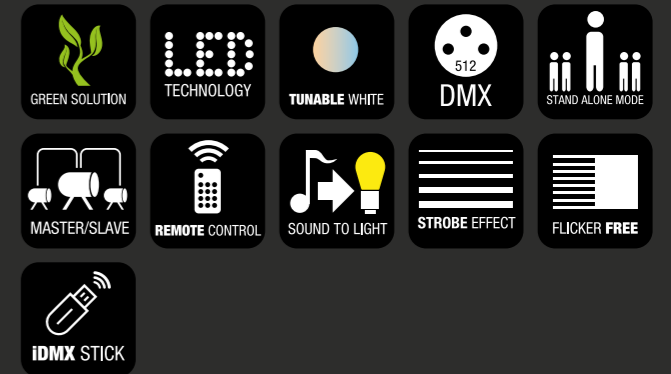 GREEN SOLUTION
LED
TECHNOLOGY
TUNABLE WHITE
512
DMX
STAND ALONE MODE
MASTER/SLAVE
REMOTE CONTROL
SOUND TO LIGHT
STROBE EFFECT
FLICKER FREE
iDMX STICK